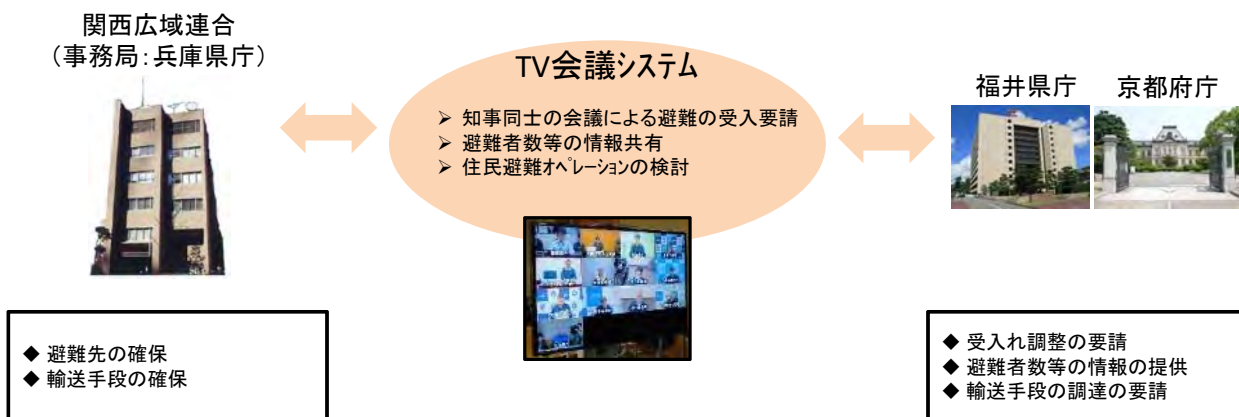 関西広域連合
（事務局：兵庫県庁）
TV会議システム
➢ 知事同士の会議による避難の受入要請
➢ 避難者数等の情報共有
➢ 住民避難オペレーションの検討
福井県庁
京都府庁
◆ 避難先の確保
◆ 輸送手段の確保
◆ 受入れ調整の要請
◆ 避難者数等の情報の提供
◆ 輸送手段の調達の要請